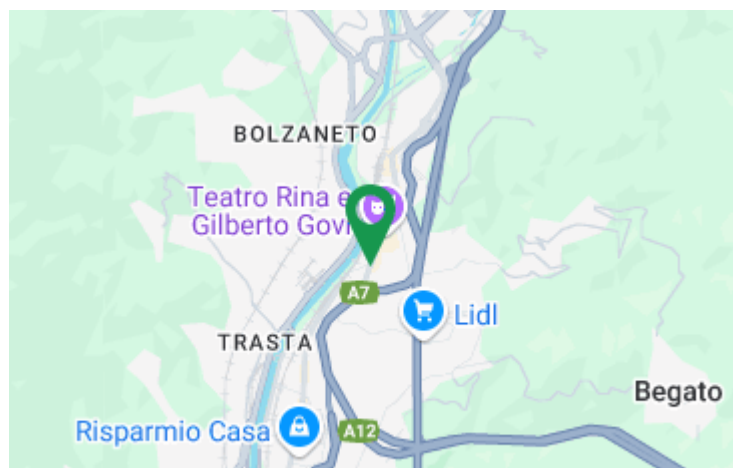 BOLZANETO
Teatro Rina e
Gilberto Govi
A7
Lidl
TRASTA
Begato
Risparmio Casa
A12